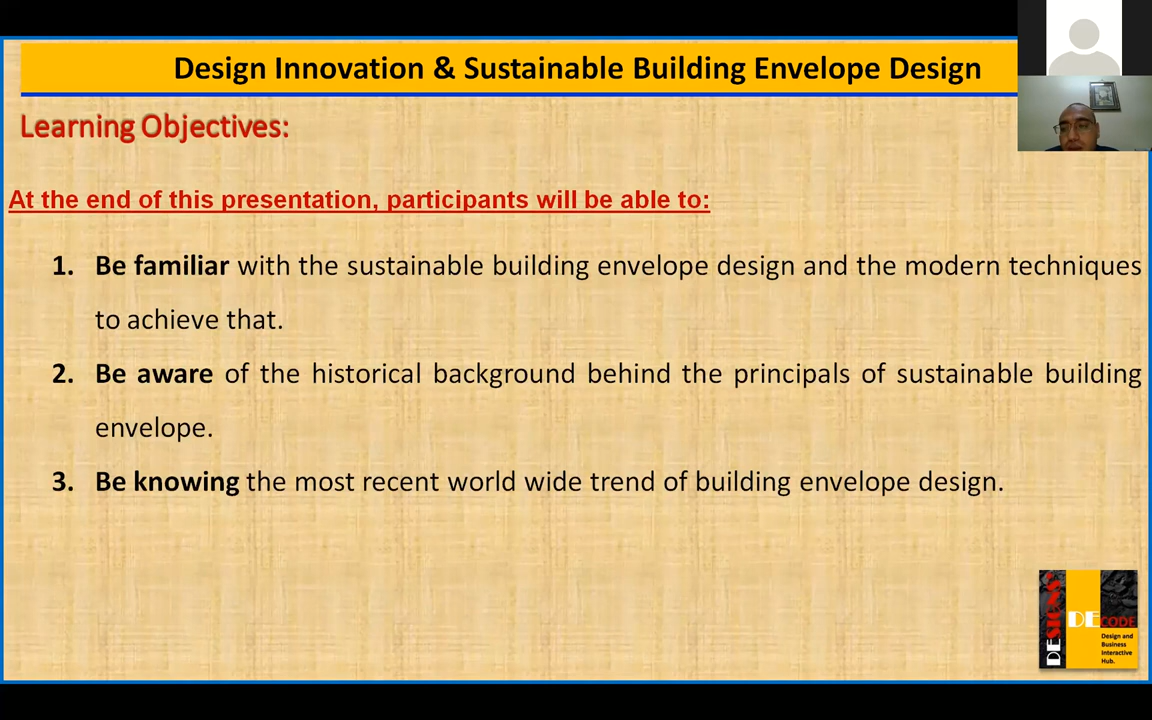 Design Innovation & Sustainable Building Envelope Design
Learning Objectives:
At the end of this presentation, participants will be able to:
1. Be familiar with the sustainable building envelope design and the modern techniques
to achieve that.
2. Be aware of the historical background behind the principals of sustainable building
envelope.
3. Be knowing the most recent world wide trend of building envelope design.
DESIGNS
DECODE
Design and
Business
Interactive
Hub.